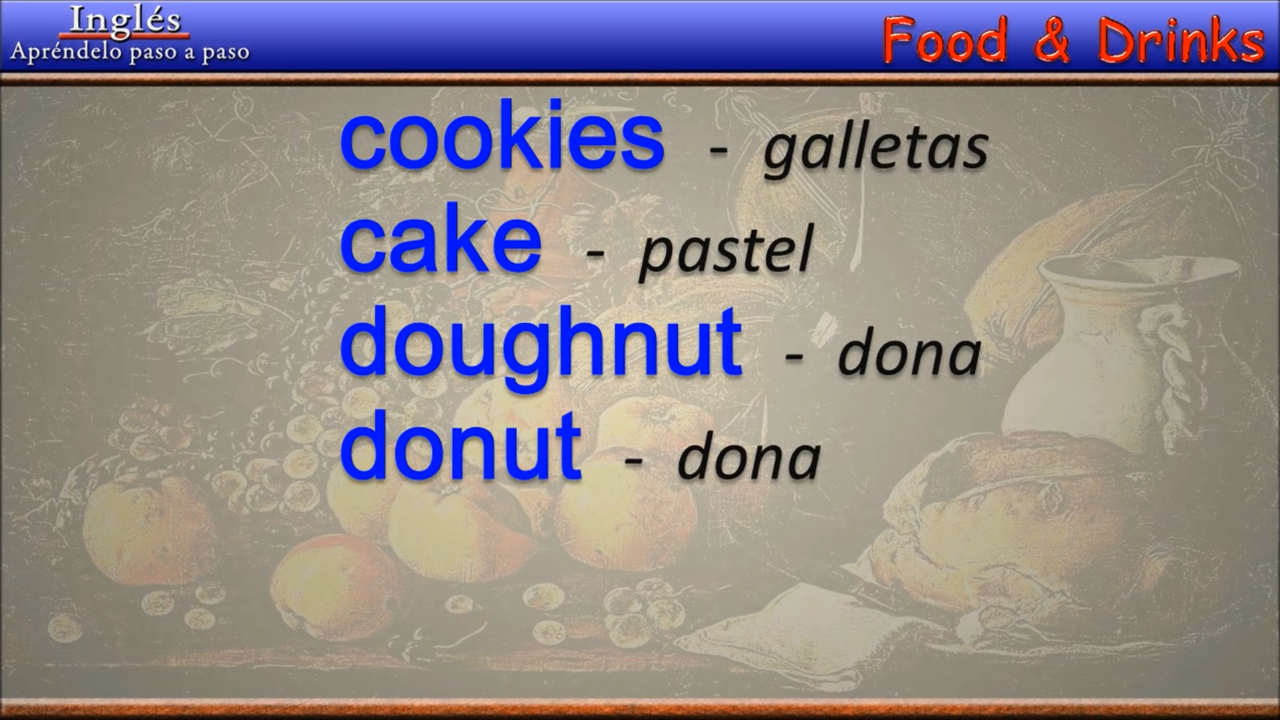 Inglés
Apréndelo paso a paso
Food & Drinks
cookies - galletas
cake - pastel
doughnut - dona
donut - dona